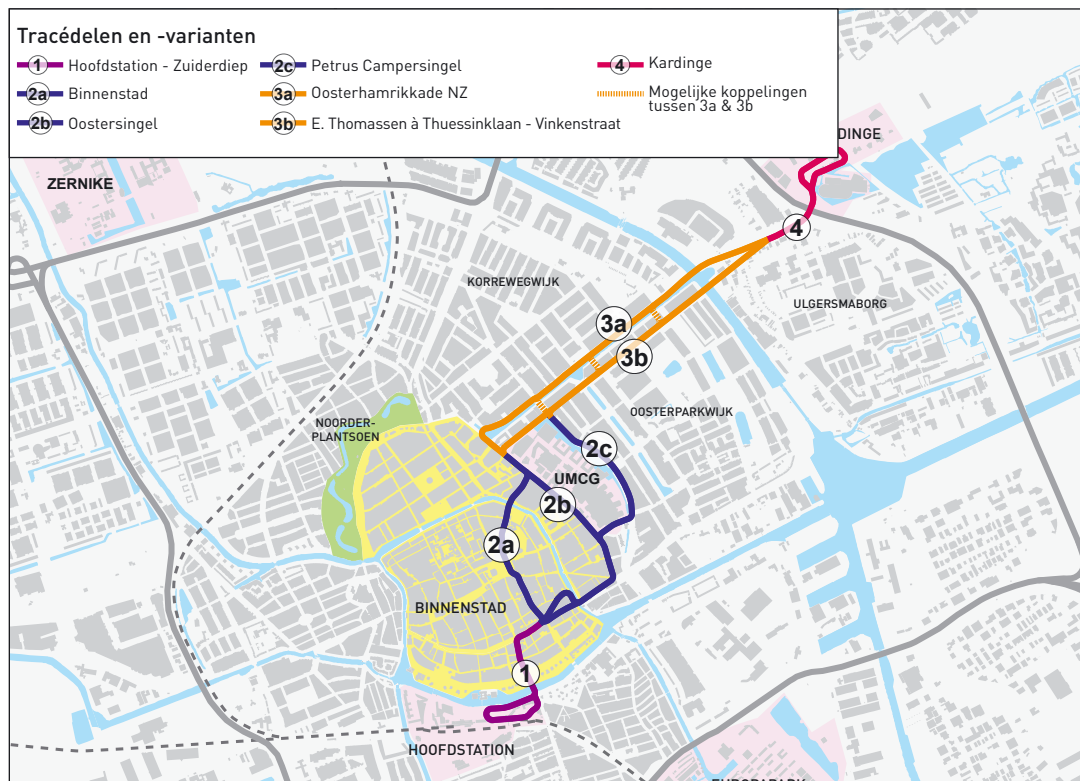 Tracédelen en -varianten
1 Hoofdstation - Zuiderdiep
2a Binnenstad
2b Oostersingel
2c Petrus Campersingel
3a Oosterhamrikkade NZ
3b E. Thomassen à Thuessinklaan - Vinkenstraat
4 Kardinge
Mogelijke koppelingen
tussen 3a & 3b
DINGE
ZERNIKE
4
KORREWEGWIJK
ULGERSMABORG
3a
3b
OOSTERPARKWIJK
NOORDER-
PLANTSOEN
2c
UMCG
2b
2a
BINNENSTAD
1
HOOFDSTATION